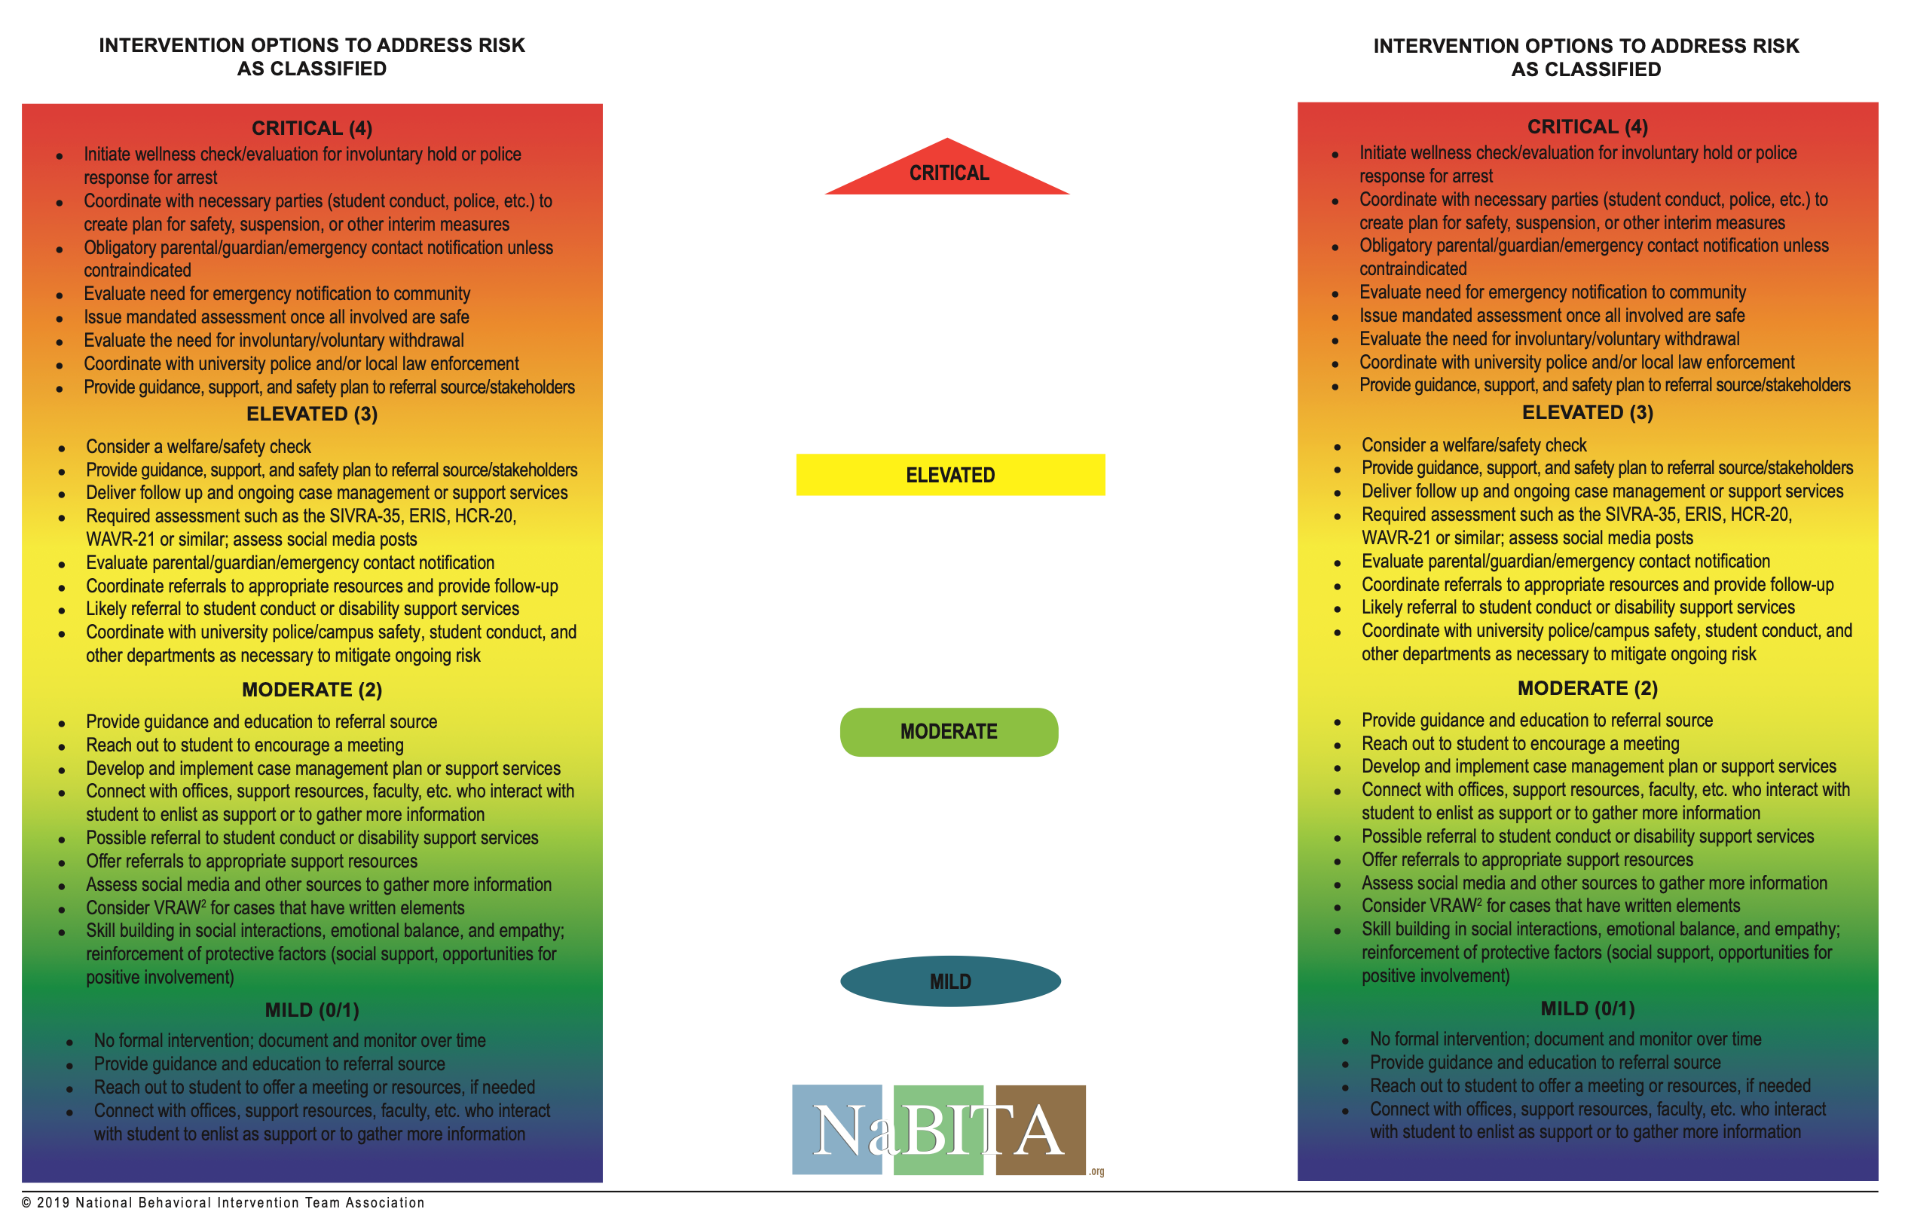 INTERVENTION OPTIONS TO ADDRESS RISK
AS CLASSIFIED
CRITICAL (4)
• Initiate wellness check/evaluation for involuntary hold or police
response for arrest
• Coordinate with necessary parties (student conduct, police, etc.) to
create plan for safety, suspension, or other interim measures
• Obligatory parental/guardian/emergency contact notification unless
contraindicated
• Evaluate need for emergency notification to community
• Issue mandated assessment once all involved are safe
• Evaluate the need for involuntary/voluntary withdrawal
• Coordinate with university police and/or local law enforcement
• Provide guidance, support, and safety plan to referral source/stakeholders
ELEVATED (3)
• Consider a welfare/safety check
• Provide guidance, support, and safety plan to referral source/stakeholders
• Deliver follow up and ongoing case management or support services
• Required assessment such as the SIVRA-35, ERIS, HCR-20,
WAVR-21 or similar; assess social media posts
• Evaluate parental/guardian/emergency contact notification
• Coordinate referrals to appropriate resources and provide follow-up
• Likely referral to student conduct or disability support services
• Coordinate with university police/campus safety, student conduct, and
other departments as necessary to mitigate ongoing risk
MODERATE (2)
• Provide guidance and education to referral source
• Reach out to student to encourage a meeting
• Develop and implement case management plan or support services
• Connect with offices, support resources, faculty, etc. who interact with
student to enlist as support or to gather more information
• Possible referral to student conduct or disability support services
• Offer referrals to appropriate support resources
• Assess social media and other sources to gather more information
• Consider VRAW² for cases that have written elements
• Skill building in social interactions, emotional balance, and empathy;
reinforcement of protective factors (social support, opportunities for
positive involvement)
MILD (0/1)
• No formal intervention; document and monitor over time
• Provide guidance and education to referral source
• Reach out to student to offer a meeting or resources, if needed
• Connect with offices, support resources, faculty, etc. who interact
with student to enlist as support or to gather more information
CRITICAL
ELEVATED
MODERATE
MILD
NaBITA
.org
INTERVENTION OPTIONS TO ADDRESS RISK
AS CLASSIFIED
CRITICAL (4)
• Initiate wellness check/evaluation for involuntary hold or police
response for arrest
• Coordinate with necessary parties (student conduct, police, etc.) to
create plan for safety, suspension, or other interim measures
• Obligatory parental/guardian/emergency contact notification unless
contraindicated
• Evaluate need for emergency notification to community
• Issue mandated assessment once all involved are safe
• Evaluate the need for involuntary/voluntary withdrawal
• Coordinate with university police and/or local law enforcement
• Provide guidance, support, and safety plan to referral source/stakeholders
ELEVATED (3)
• Consider a welfare/safety check
• Provide guidance, support, and safety plan to referral source/stakeholders
• Deliver follow up and ongoing case management or support services
• Required assessment such as the SIVRA-35, ERIS, HCR-20,
WAVR-21 or similar; assess social media posts
• Evaluate parental/guardian/emergency contact notification
• Coordinate referrals to appropriate resources and provide follow-up
• Likely referral to student conduct or disability support services
• Coordinate with university police/campus safety, student conduct, and
other departments as necessary to mitigate ongoing risk
MODERATE (2)
• Provide guidance and education to referral source
• Reach out to student to encourage a meeting
• Develop and implement case management plan or support services
• Connect with offices, support resources, faculty, etc. who interact with
student to enlist as support or to gather more information
• Possible referral to student conduct or disability support services
• Offer referrals to appropriate support resources
• Assess social media and other sources to gather more information
• Consider VRAW² for cases that have written elements
• Skill building in social interactions, emotional balance, and empathy;
reinforcement of protective factors (social support, opportunities for
positive involvement)
MILD (0/1)
• No formal intervention; document and monitor over time
• Provide guidance and education to referral source
• Reach out to student to offer a meeting or resources, if needed
• Connect with offices, support resources, faculty, etc. who interact
with student to enlist as support or to gather more information
© 2019 National Behavioral Intervention Team Association